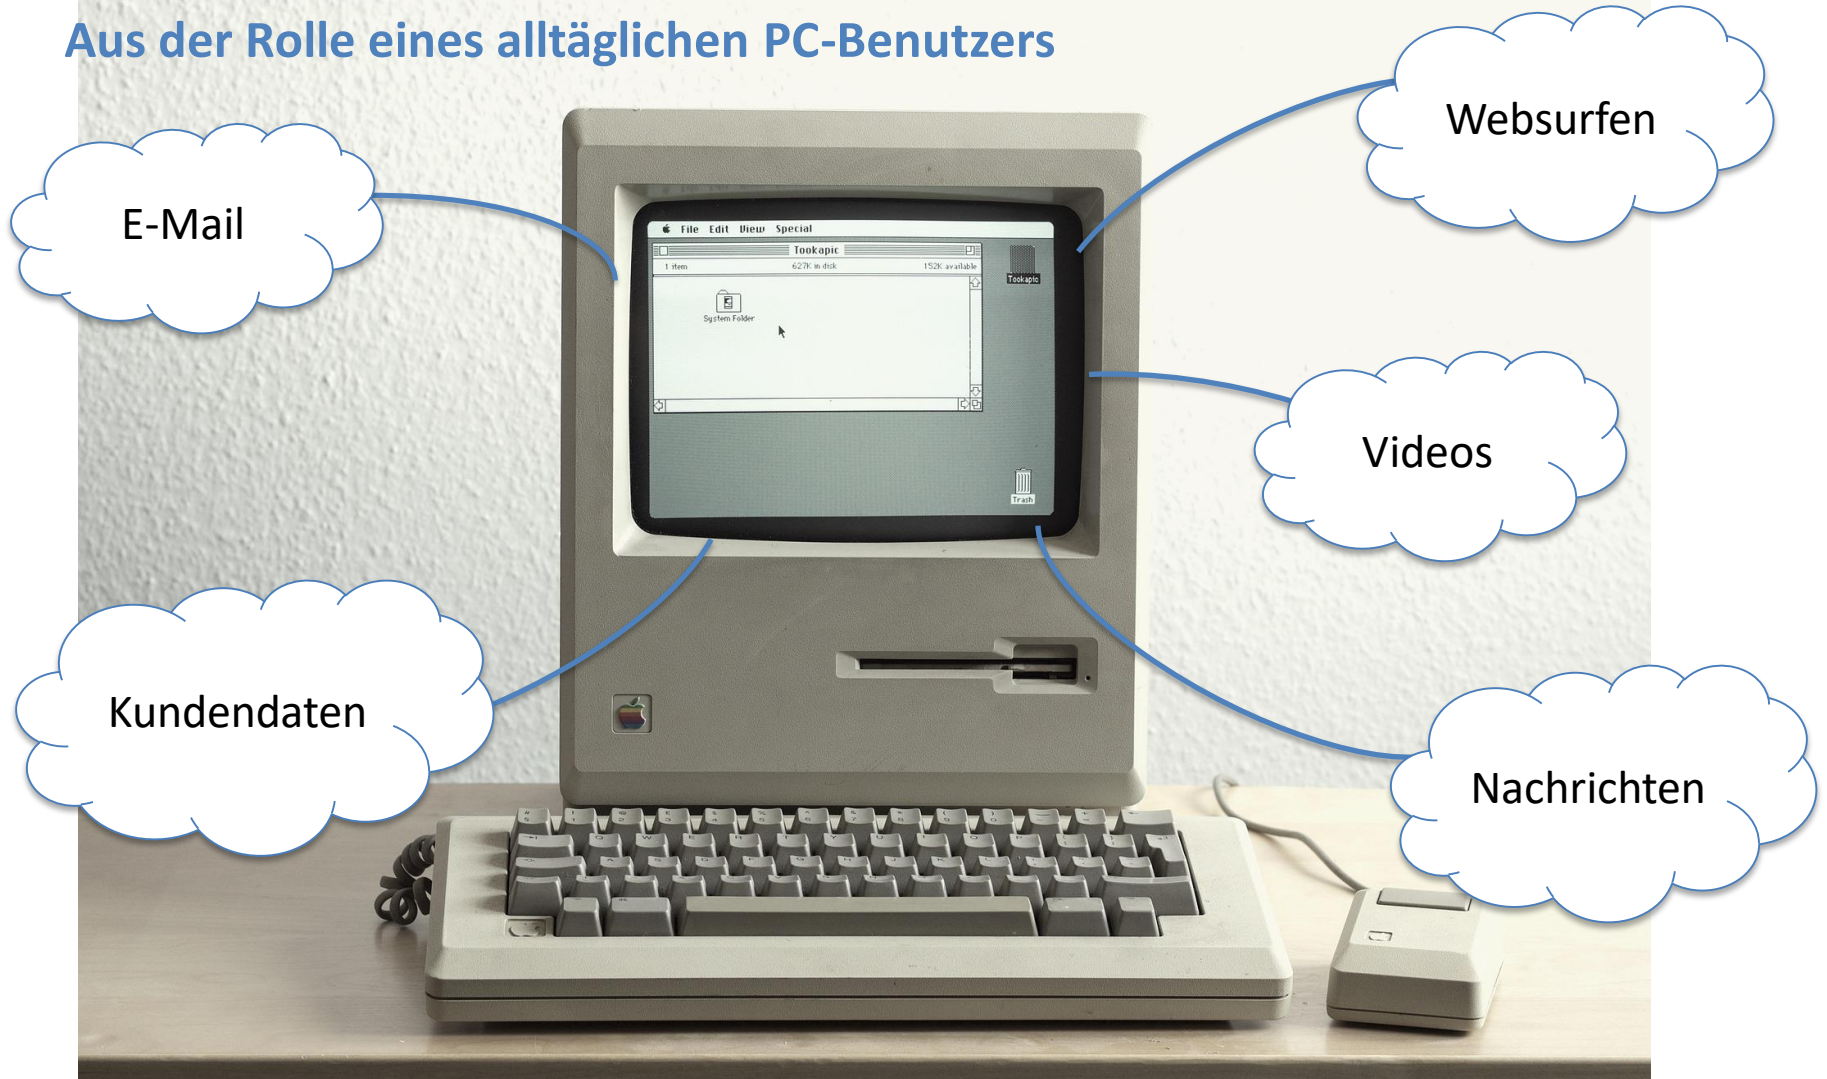 Aus der Rolle eines alltäglichen PC-Benutzers
Websurfen
E-Mail
File Edit View Special
Tookapic
1 item 627K in disk 152K available
Tookapic
System Folder
Videos
Trash
Kundendaten
Nachrichten